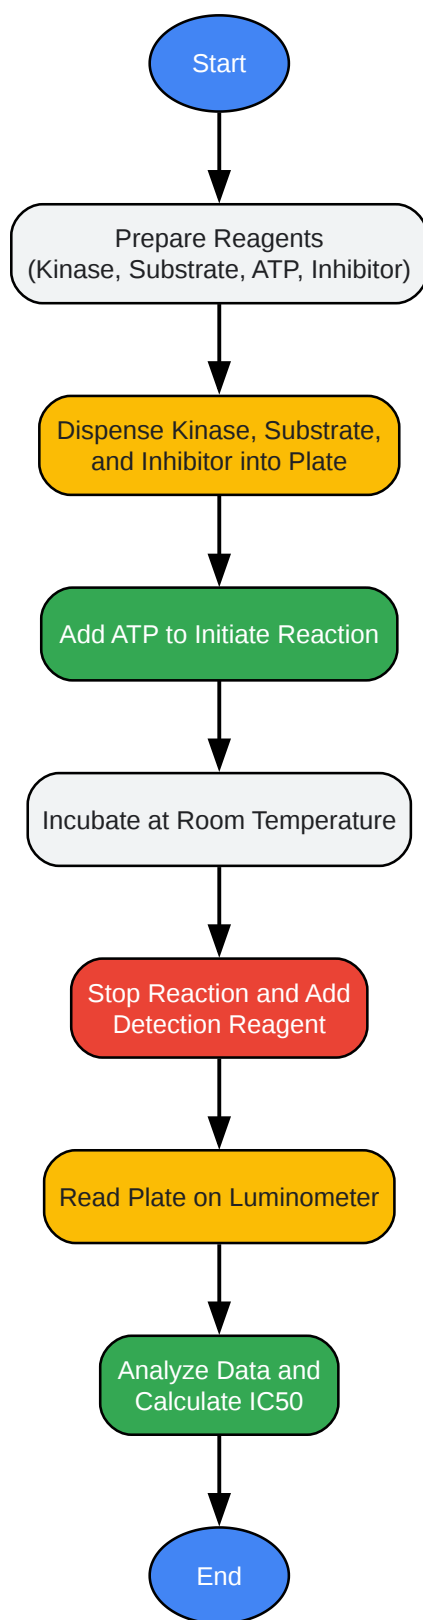 Start
Prepare Reagents
(Kinase, Substrate, ATP, Inhibitor)
Dispense Kinase, Substrate,
and Inhibitor into Plate
Add ATP to Initiate Reaction
Incubate at Room Temperature
Stop Reaction and Add
Detection Reagent
Read Plate on Luminometer
Analyze Data and
Calculate IC50
End